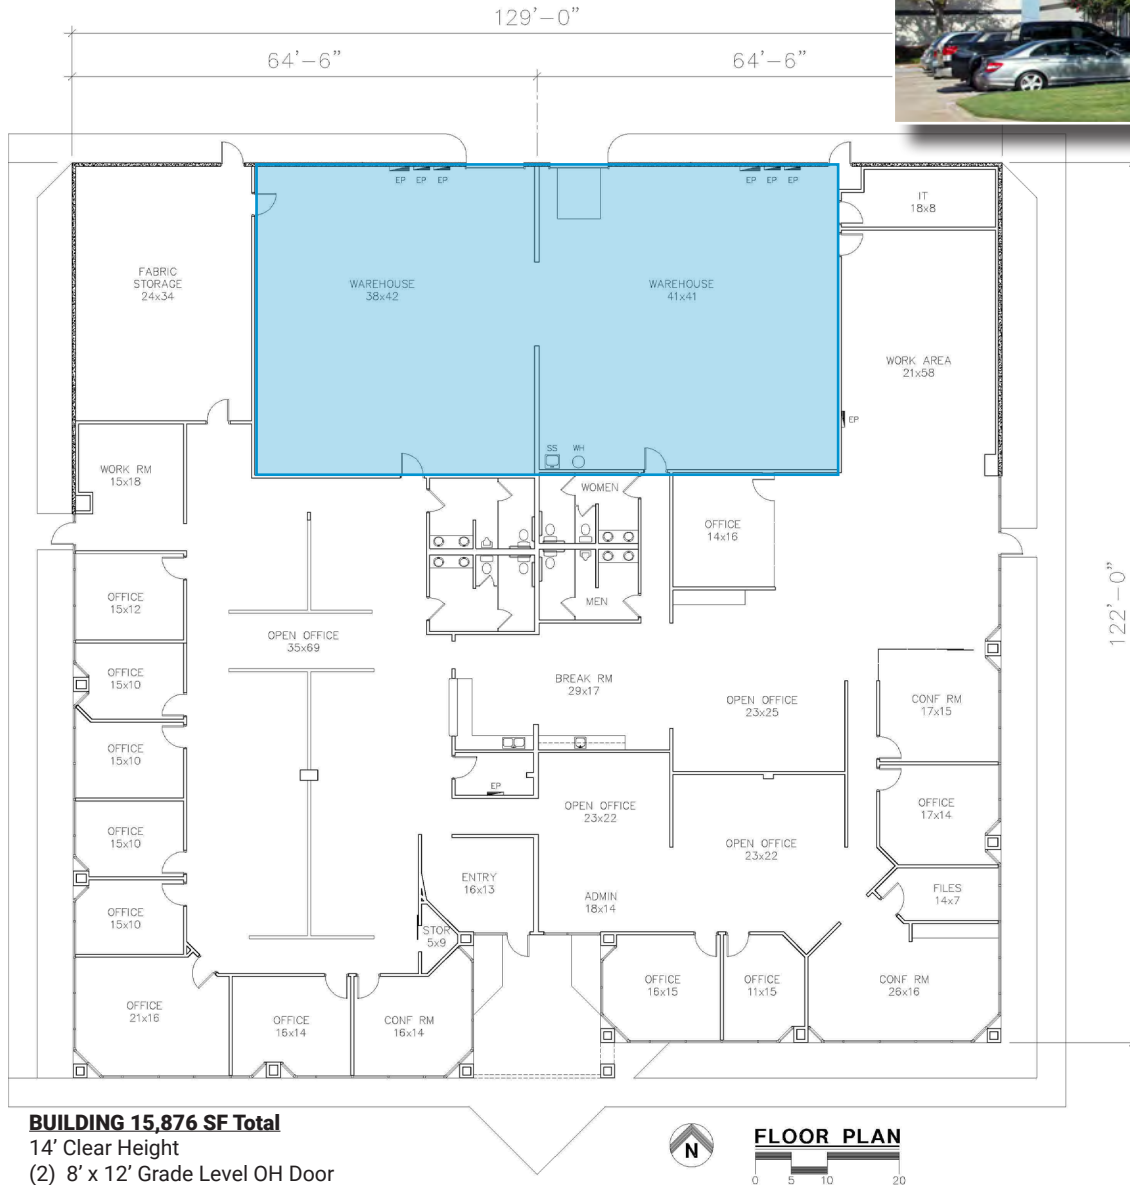 129'-0"
64'-6"
64'-6"
EP EP EP
EP EP EP
IT
18x8
FABRIC
STORAGE
24x34
WAREHOUSE
38x42
WAREHOUSE
41x41
WORK AREA
21x58
EP
SS
WH
WORK RM
15x18
WOMEN
OFFICE
14x16
122'-0"
OFFICE
15x12
MEN
OPEN OFFICE
35x69
OFFICE
15x10
BREAK RM
29x17
OPEN OFFICE
23x25
CONF RM
17x15
OFFICE
15x10
EP
OPEN OFFICE
23x22
OFFICE
17x14
OFFICE
15x10
OPEN OFFICE
23x22
ENTRY
16x13
ADMIN
18x14
FILES
14x7
OFFICE
15x10
STOR
5x9
OFFICE
16x15
OFFICE
11x15
CONF RM
26x16
OFFICE
21x16
OFFICE
16x14
CONF RM
16x14
BUILDING 15,876 SF Total
14' Clear Height
(2) 8' x 12' Grade Level OH Door
N
FLOOR PLAN
0 5 10 20